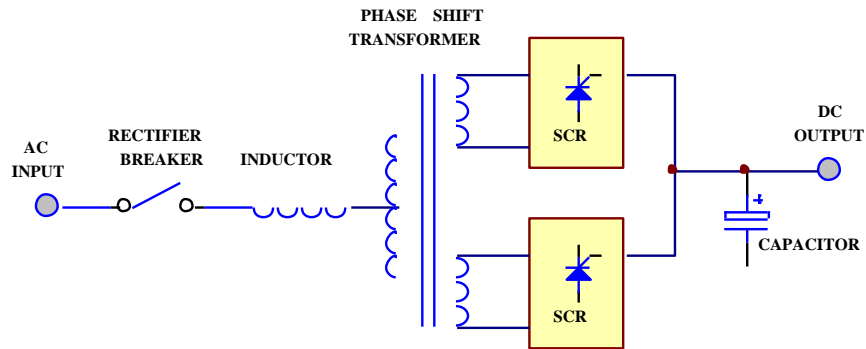 PHASE SHIFT
TRANSFORMER
AC
INPUT
RECTIFIER
BREAKER
INDUCTOR
SCR
DC
OUTPUT
+
CAPACITOR
SCR